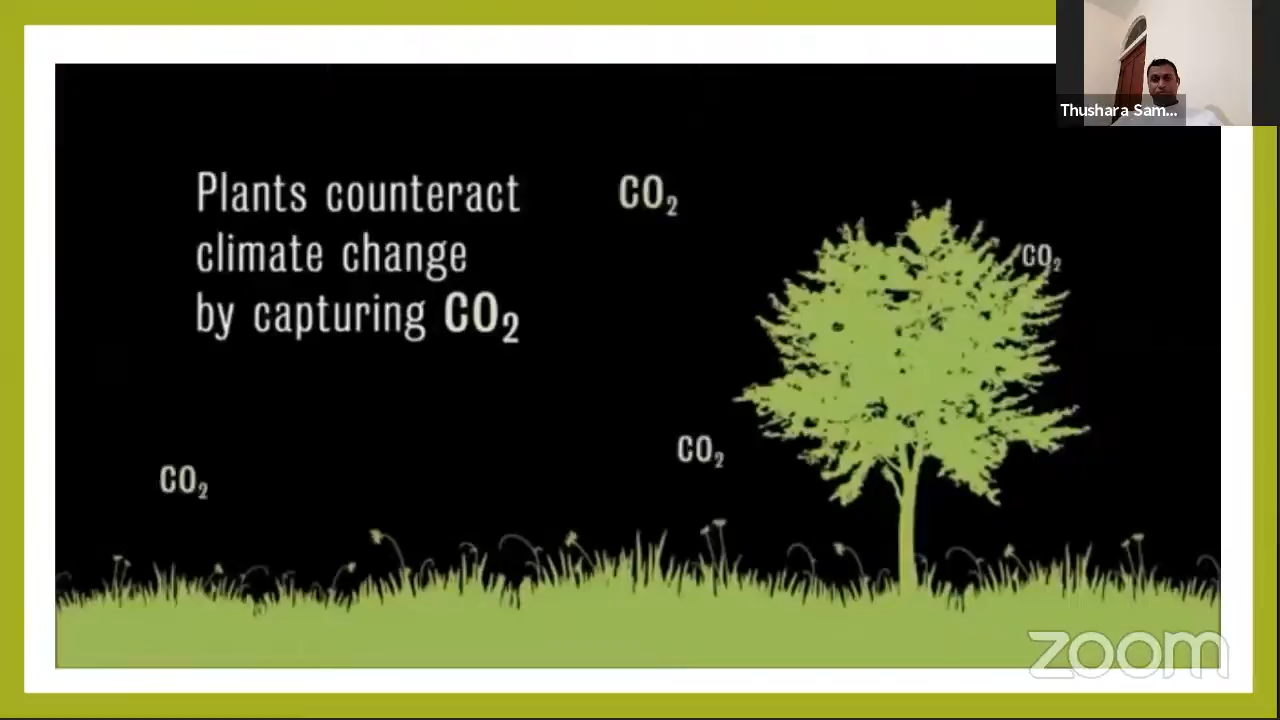 Thushara Sam...
Plants counteract
climate change
by capturing CO₂
CO₂
CO₂
CO₂
CO₂
zoom